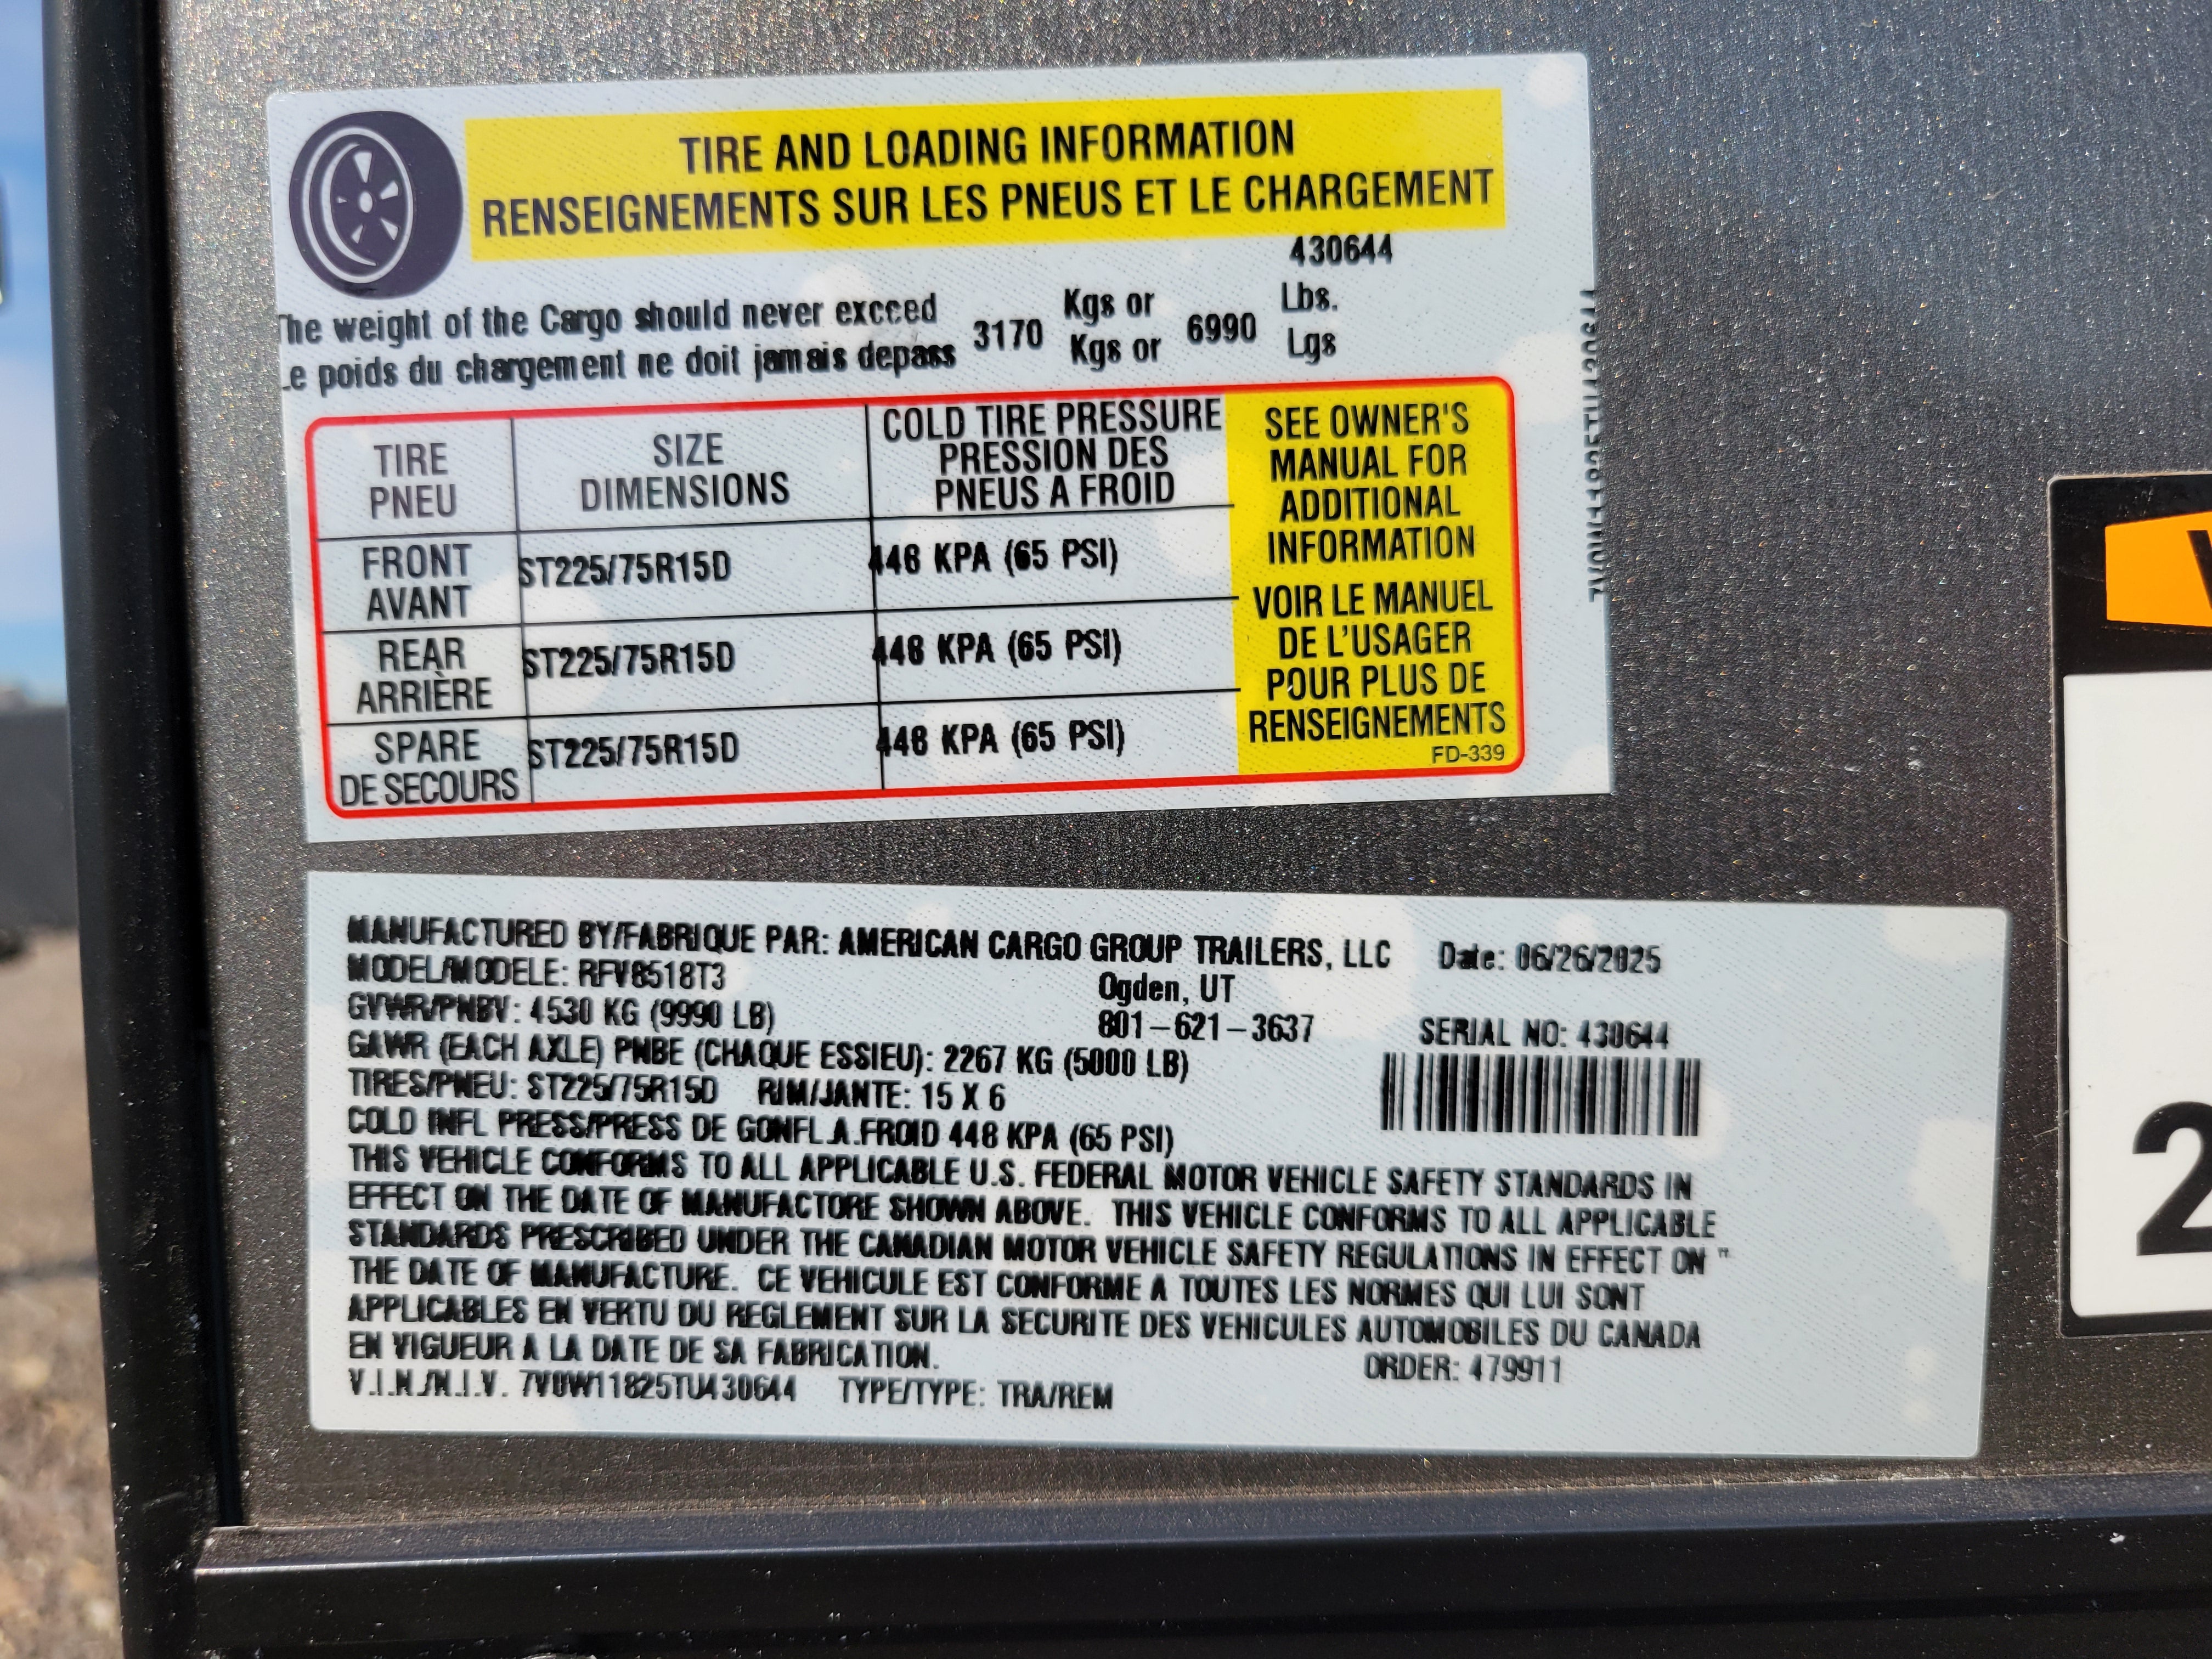 TIRE AND LOADING INFORMATION
RENSEIGNEMENTS SUR LES PNEUS ET LE CHARGEMENT
430644
The weight of the Cargo should never exceed 3170 Kgs or 6990 Lbs.
Le poids du chargement ne doit jamais depass Kgs or Lgs
TIRE PNEU
SIZE DIMENSIONS
COLD TIRE PRESSURE
PRESSION DES
PNEUS A FROID
FRONT AVANT ST225/75R15D 448 KPA (65 PSI)
REAR ARRIÈRE ST225/75R15D 448 KPA (65 PSI)
SPARE DE SECOURS ST225/75R15D 448 KPA (65 PSI)
SEE OWNER'S
MANUAL FOR
ADDITIONAL
INFORMATION
VOIR LE MANUEL
DE L'USAGER
POUR PLUS DE
RENSEIGNEMENTS
FD-339
MANUFACTURED BY/FABRIQUE PAR: AMERICAN CARGO GROUP TRAILERS, LLC Date: 06/26/2025
MODEL/MODELE: RFV8518T3 Ogden, UT
GVWR/PNBV: 4530 KG (9990 LB) 801-621-3637 SERIAL NO: 430644
GAWR (EACH AXLE) PNBE (CHAQUE ESSIEU): 2267 KG (5000 LB)
TIRES/PNEU: ST225/75R15D RIM/JANTE: 15 X 6
COLD INFL PRESS/PRESS DE GONFL.A.FROID 448 KPA (65 PSI)
THIS VEHICLE CONFORMS TO ALL APPLICABLE U.S. FEDERAL MOTOR VEHICLE SAFETY STANDARDS IN
EFFECT ON THE DATE OF MANUFACTORE SHOWN ABOVE. THIS VEHICLE CONFORMS TO ALL APPLICABLE
STANDARDS PRESCRIBED UNDER THE CANADIAN MOTOR VEHICLE SAFETY REGULATIONS IN EFFECT ON "
THE DATE OF MANUFACTURE. CE VEHICULE EST CONFORME A TOUTES LES NORMES QUI LUI SONT
APPLICABLES EN VERTU DU REGLEMENT SUR LA SECURITE DES VEHICULES AUTOMOBILES DU CANADA
EN VIGUEUR A LA DATE DE SA FABRICATION. ORDER: 479911
V.I.N./N.I.V. 7V0W11825TU430644 TYPE/TYPE: TRA/REM
2